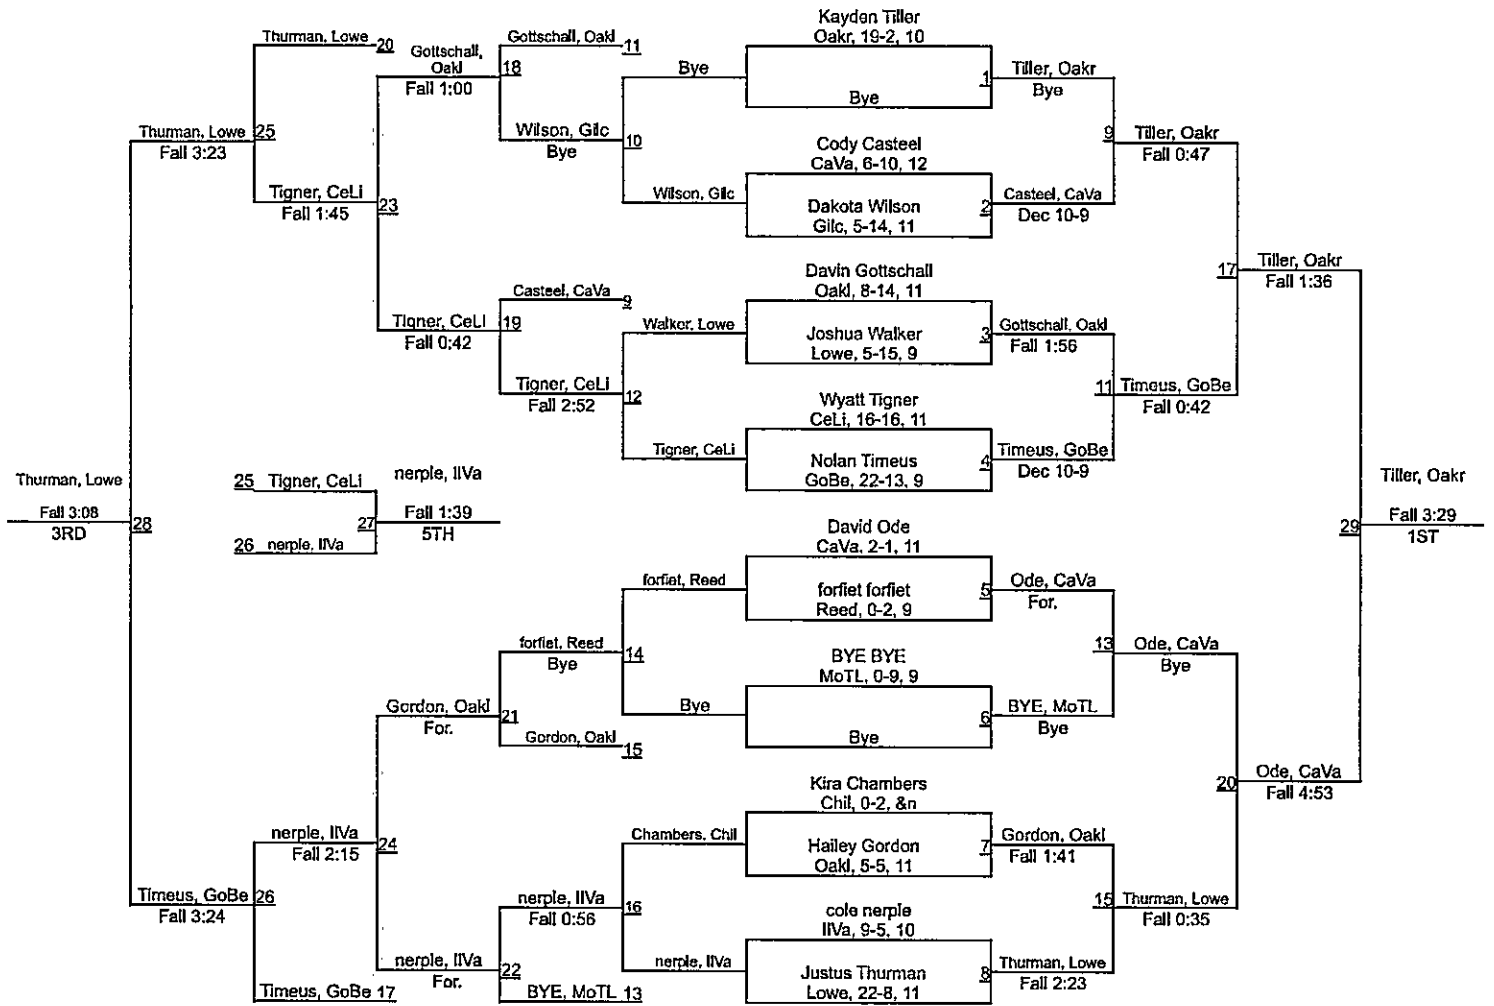 Kayden Tiller
Oakr, 19-2, 10
Thurman, Lowe
20
Gottschall, Oakl
11
Gottschall,
Oakl
18
Fall 1:00
Bye
1
Tiller, Oakr
Bye
Bye
Thurman, Lowe
25
Fall 3:23
Wilson, Gilc
10
Bye
9
Tiller, Oakr
Fall 0:47
Cody Casteel
CaVa, 6-10, 12
Tigner, CeLi
23
Fall 1:45
Wilson, Gilc
Dakota Wilson
Gilc, 5-14, 11
2
Casteel, CaVa
Dec 10-9
17
Tiller, Oakr
Fall 1:36
Davin Gottschall
Oakl, 8-14, 11
Casteel, CaVa
9
Tigner, CeLi
19
Fall 0:42
Walker, Lowe
Joshua Walker
Lowe, 5-15, 9
3
Gottschall, Oakl
Fall 1:56
Tigner, CeLi
12
Fall 2:52
11
Timeus, GoBe
Fall 0:42
Wyatt Tigner
CeLi, 16-16, 11
Tigner, CeLi
Nolan Timeus
GoBe, 22-13, 9
4
Timeus, GoBe
Dec 10-9
Thurman, Lowe
28
Fall 3:08
3RD
25
Tigner, CeLi
nerple, IIVa
27
Fall 1:39
5TH
26
nerple, IIVa
Tiller, Oakr
29
Fall 3:29
1ST
David Ode
CaVa, 2-1, 11
forfiet, Reed
forfiet forfiet
Reed, 0-2, 9
5
Ode, CaVa
For.
forfiet, Reed
14
Bye
13
Ode, CaVa
Bye
BYE BYE
MoTL, 0-9, 9
Bye
Bye
6
BYE, MoTL
Bye
Gordon, Oakl
21
For.
Gordon, Oakl
15
20
Ode, CaVa
Fall 4:53
Kira Chambers
Chil, 0-2, &n
nerple, IIVa
24
Fall 2:15
Chambers, Chil
Hailey Gordon
Oakl, 5-5, 11
7
Gordon, Oakl
Fall 1:41
Timeus, GoBe
26
Fall 3:24
nerple, IIVa
16
Fall 0:56
15
Thurman, Lowe
Fall 0:35
cole nerple
IIVa, 9-5, 10
nerple, IIVa
22
For.
nerple, IIVa
Justus Thurman
Lowe, 22-8, 11
8
Thurman, Lowe
Fall 2:23
Timeus, GoBe 17
BYE, MoTL 13